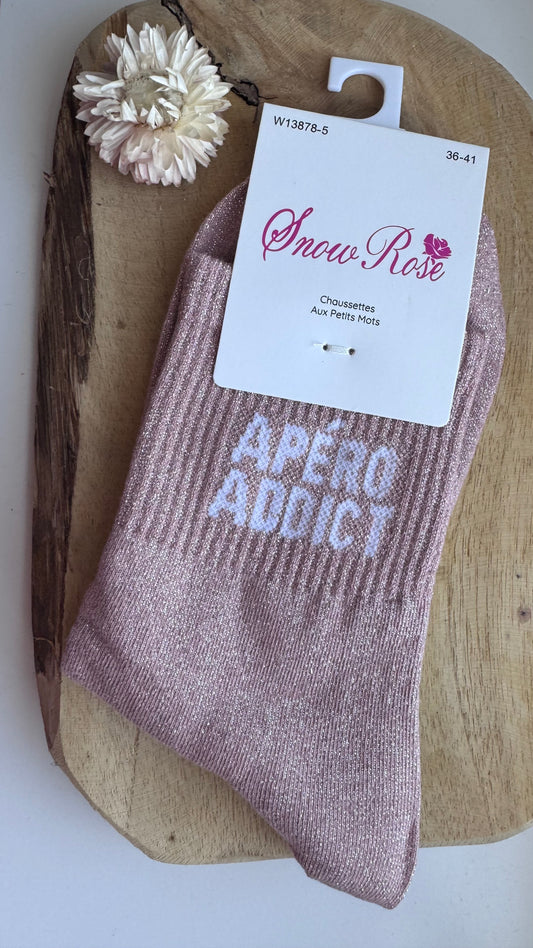 W13878-5
36-41
Snow Rose
Chaussettes
Aux Petits Mots
APÉRO
ADDICT